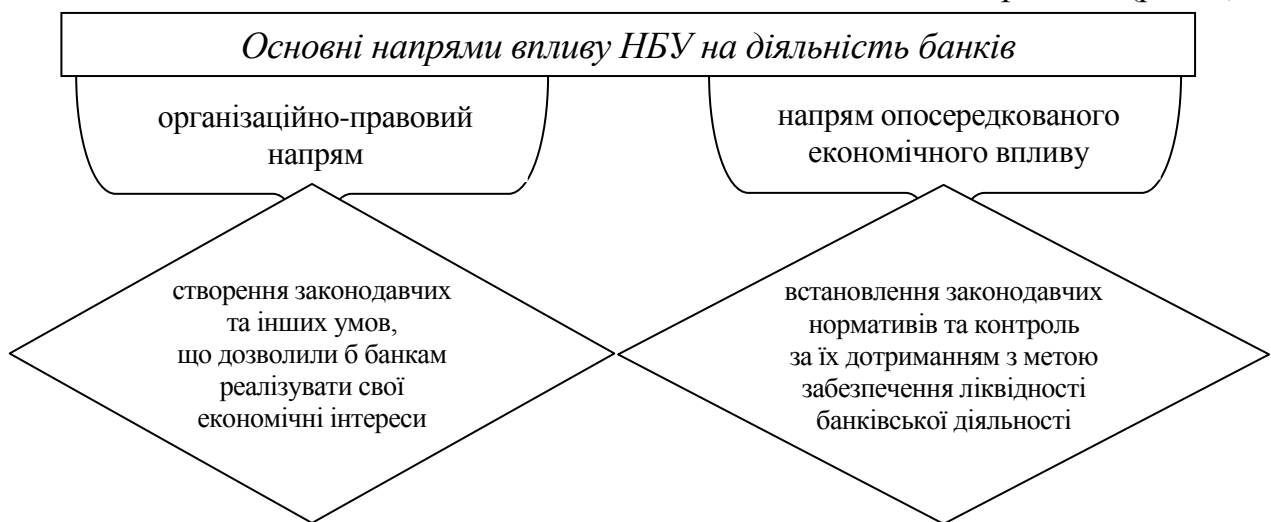 Основні напрями впливу НБУ на діяльність банків
організаційно-правовий
напрям
напрям опосередкованого
економічного впливу
створення законодавчих
та інших умов,
що дозволили б банкам
реалізувати свої
економічні інтереси
встановлення законодавчих
нормативів та контроль
за їх дотриманням з метою
забезпечення ліквідності
банківської діяльності